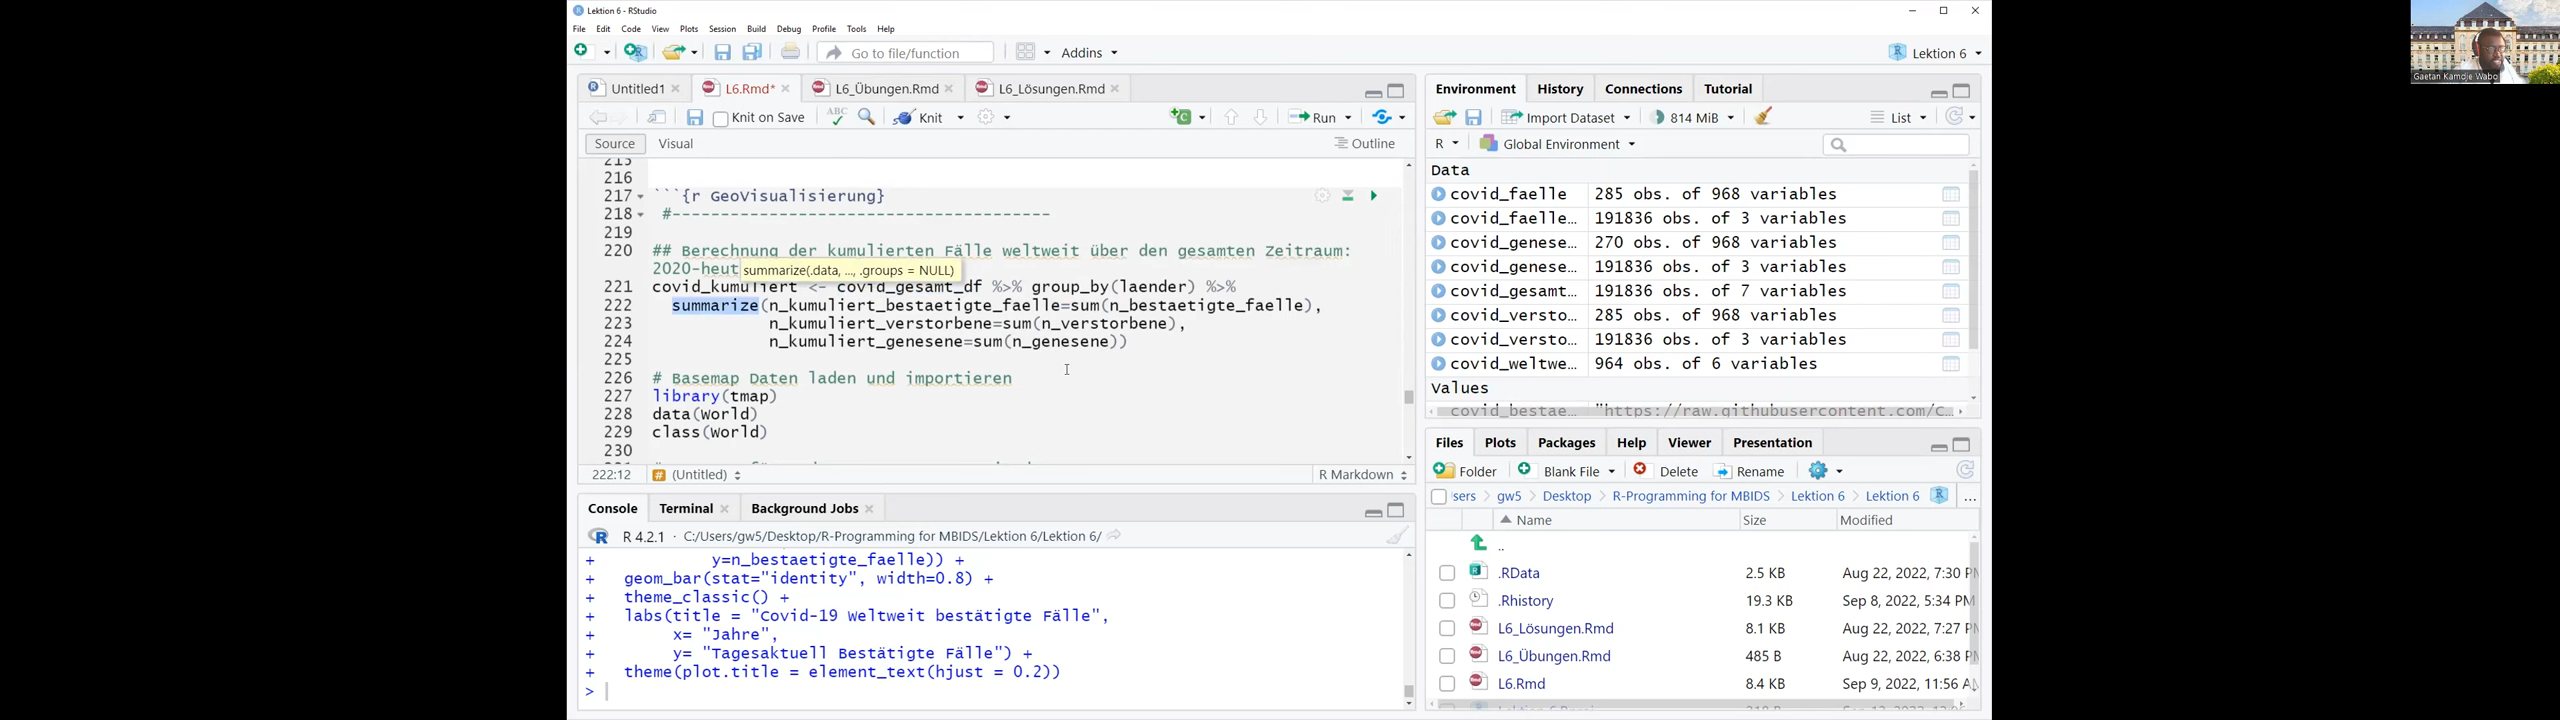 Lektion 6 - RStudio
File Edit Code View Plots Session Build Debug Profile Tools Help
Go to file/function
Addins
Lektion 6
Untitled1
L6.Rmd*
L6_Übungen.Rmd
L6_Lösungen.Rmd
Knit on Save
ABC
Knit
Run
Source Visual
Outline
215
216
217 ```{r GeoVisualisierung}
218 #---------------------------------------
219
220 ## Berechnung der kumulierten Fälle weltweit über den gesamten Zeitraum:
2020-heut
summarize(.data, ..., .groups = NULL)
221 covid_kumuliert <- covid_gesamt_df %>% group_by(laender) %>%
222 summarize(n_kumuliert_bestaetigte_faelle=sum(n_bestaetigte_faelle),
223 n_kumuliert_verstorbene=sum(n_verstorbene),
224 n_kumuliert_genesene=sum(n_genesene))
225
226 # Basemap Daten laden und importieren
227 library(tmap)
228 data(World)
229 class(World)
230
222:12 (Untitled) R Markdown
Console Terminal Background Jobs
R 4.2.1 · C:/Users/gw5/Desktop/R-Programming for MBIDS/Lektion 6/Lektion 6/
+ y=n_bestaetigte_faelle)) +
+ geom_bar(stat="identity", width=0.8) +
+ theme_classic() +
+ labs(title = "Covid-19 Weltweit bestätigte Fälle",
+ x= "Jahre",
+ y= "Tagesaktuell Bestätigte Fälle") +
+ theme(plot.title = element_text(hjust = 0.2))
>
Environment History Connections Tutorial
Import Dataset 814 MiB List
R Global Environment
Data
covid_faelle 285 obs. of 968 variables
covid_faelle… 191836 obs. of 3 variables
covid_genese… 270 obs. of 968 variables
covid_genese… 191836 obs. of 3 variables
covid_gesamt… 191836 obs. of 7 variables
covid_versto… 285 obs. of 968 variables
covid_versto… 191836 obs. of 3 variables
covid_weltwe… 964 obs. of 6 variables
Values
covid_bestae… "https://raw.githubusercontent.com/C…
Files Plots Packages Help Viewer Presentation
Folder Blank File Delete Rename
sers gw5 Desktop R-Programming for MBIDS Lektion 6 Lektion 6 ...
Name Size Modified
..
.RData 2.5 KB Aug 22, 2022, 7:30 PM
.Rhistory 19.3 KB Sep 8, 2022, 5:34 PM
L6_Lösungen.Rmd 8.1 KB Aug 22, 2022, 7:27 PM
L6_Übungen.Rmd 485 B Aug 22, 2022, 6:38 PM
L6.Rmd 8.4 KB Sep 9, 2022, 11:56 A
Gaetan Kamdje Wabo